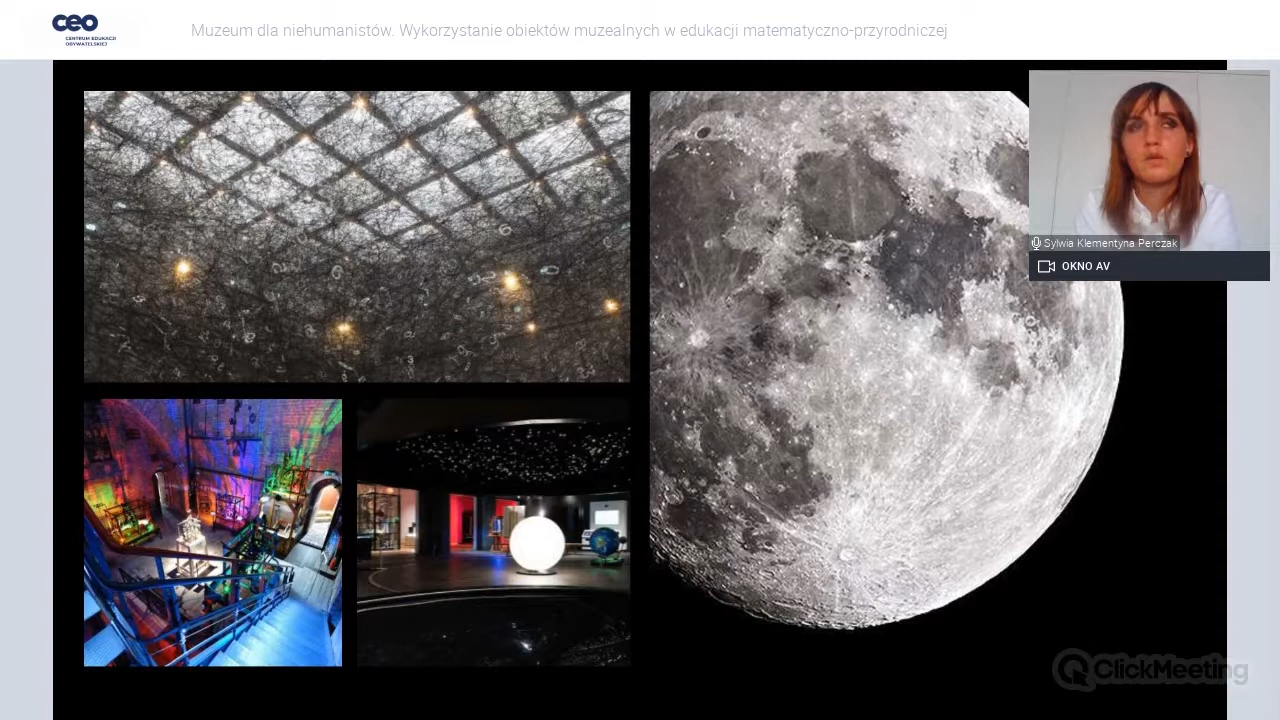 ceo
CENTRUM EDUKACJI
OBYWATELSKIEJ
Muzeum dla niehumanistów. Wykorzystanie obiektów muzealnych w edukacji matematyczno-przyrodniczej
Sylwia Klementyna Perczak
OKNO AV
ClickMeeting